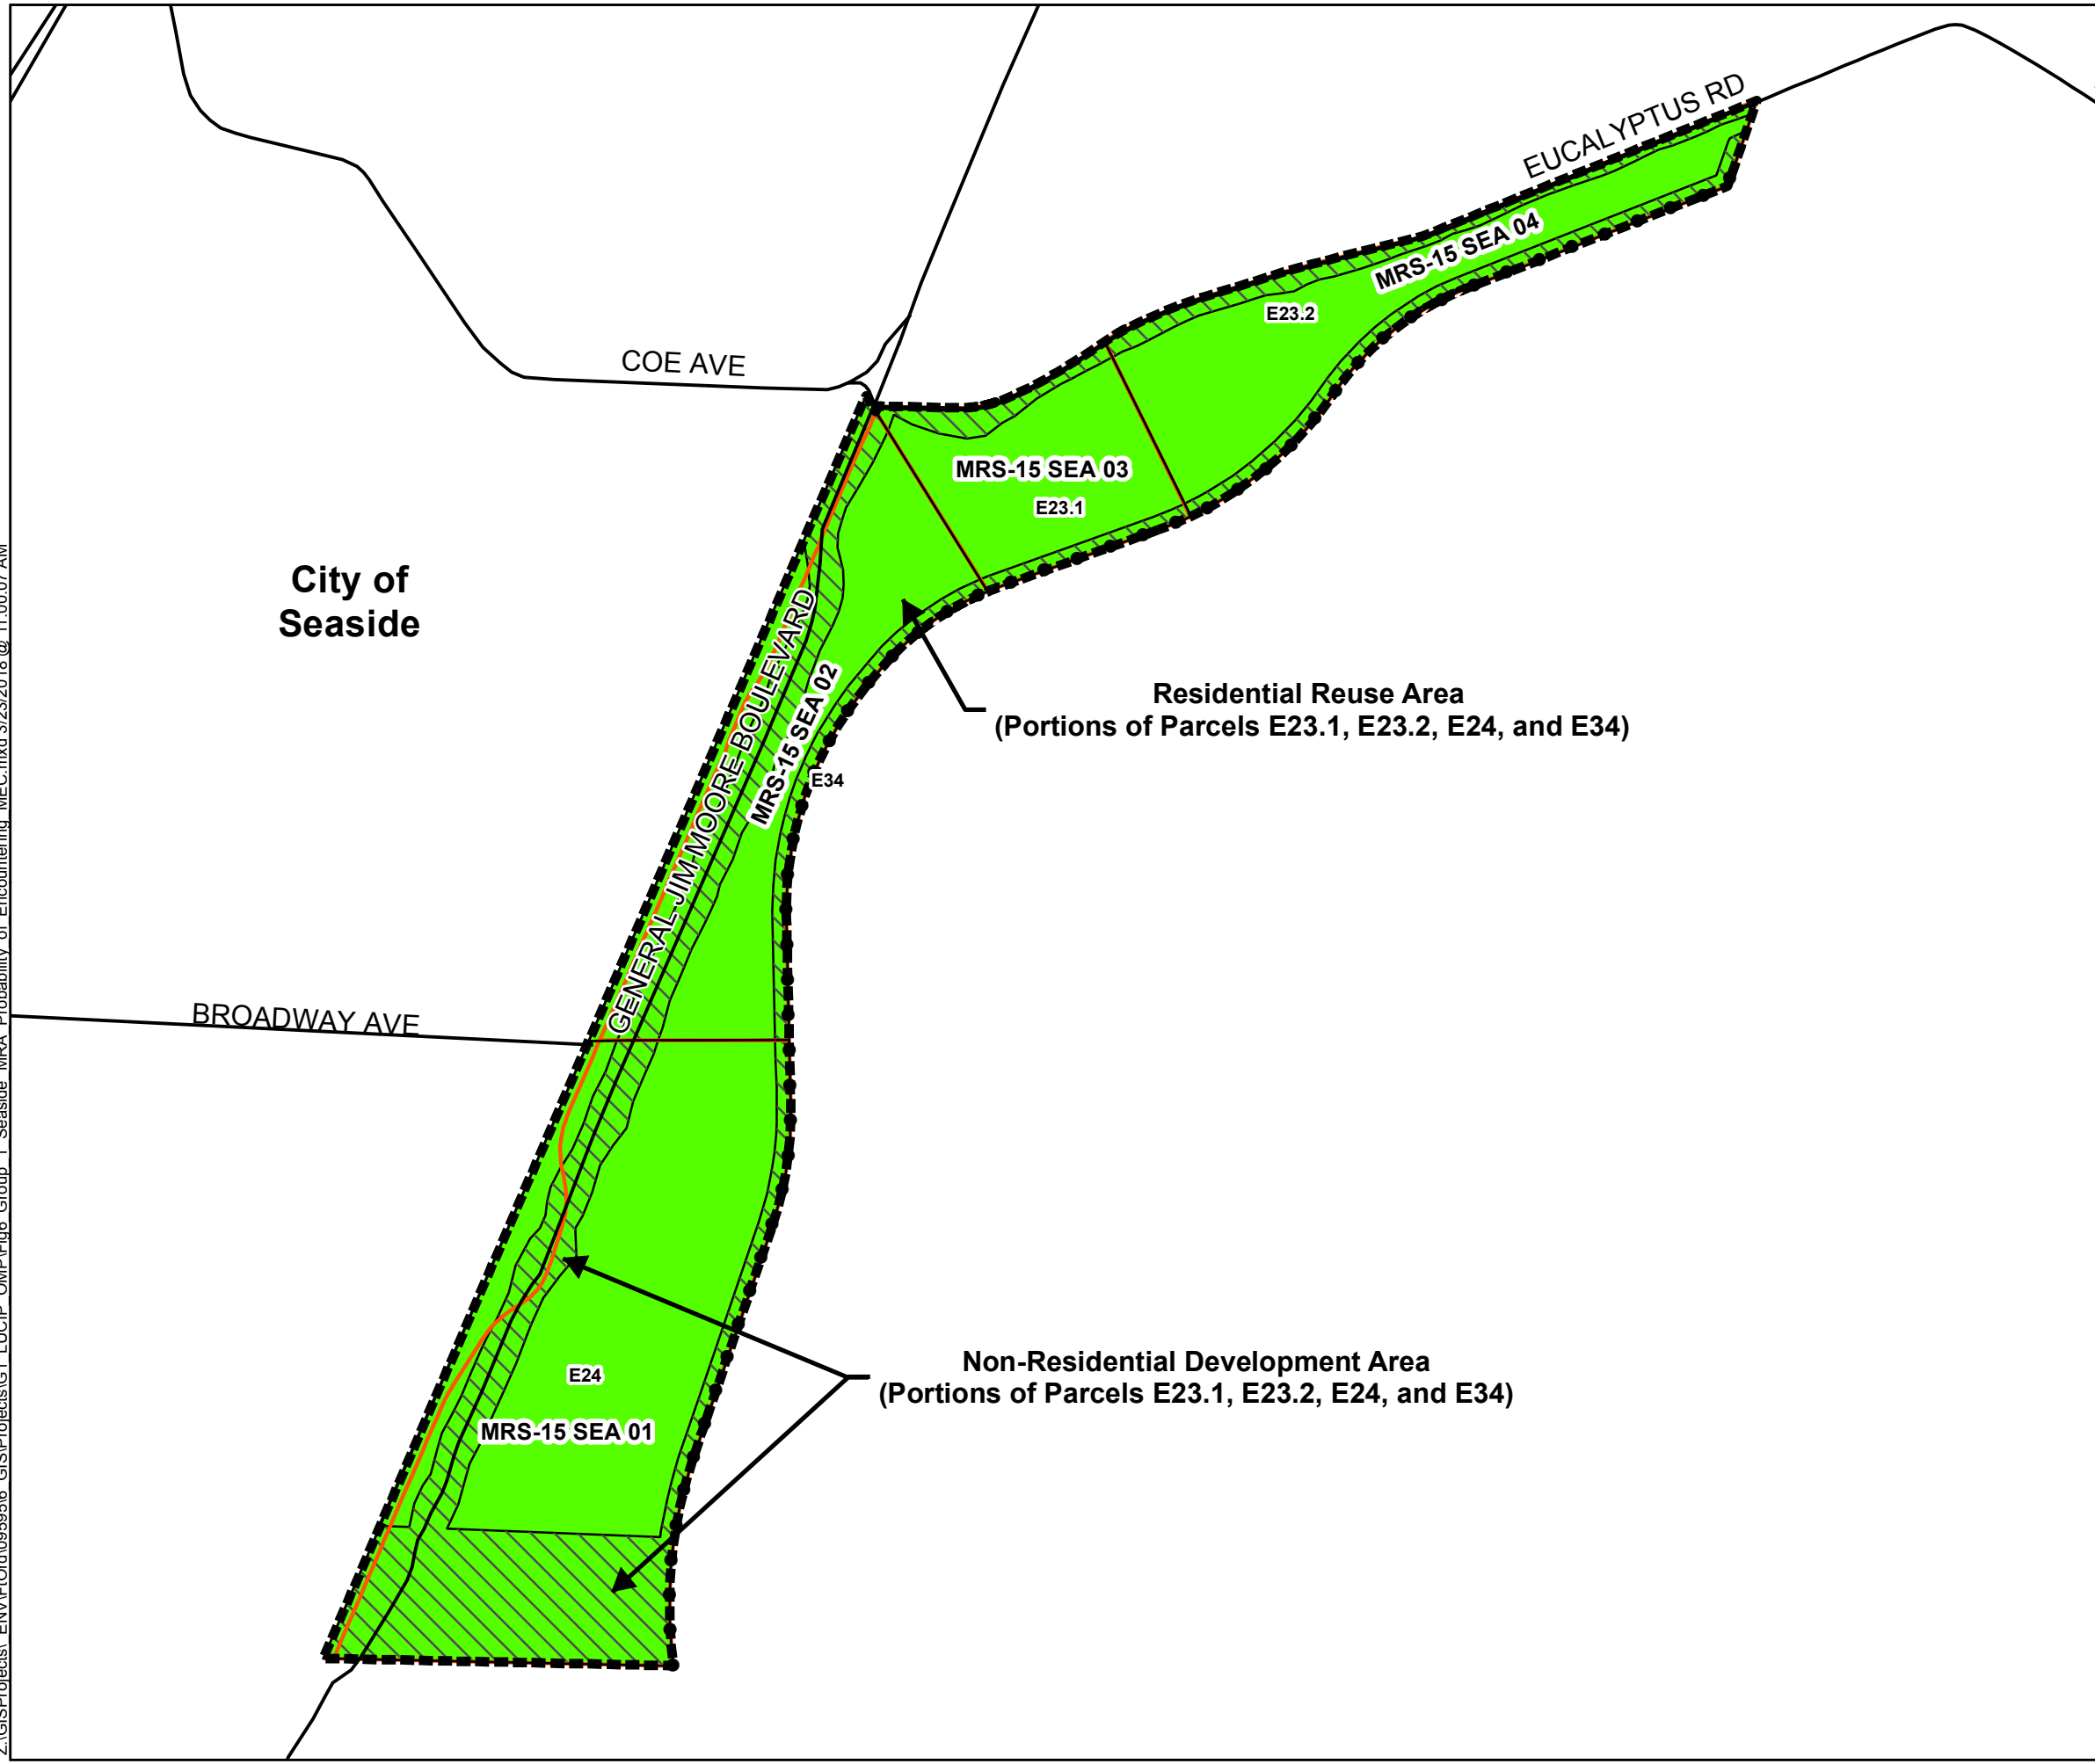 EUCALYPTUS RD
MRS-15 SEA 04
E23.2
COE AVE
MRS-15 SEA 03
E23.1
City of
Seaside
GENERAL JIM MOORE BOULEVARD
MRS-15 SEA 02
Residential Reuse Area
(Portions of Parcels E23.1, E23.2, E24, and E34)
E34
BROADWAY AVE
Non-Residential Development Area
(Portions of Parcels E23.1, E23.2, E24, and E34)
E24
MRS-15 SEA 01